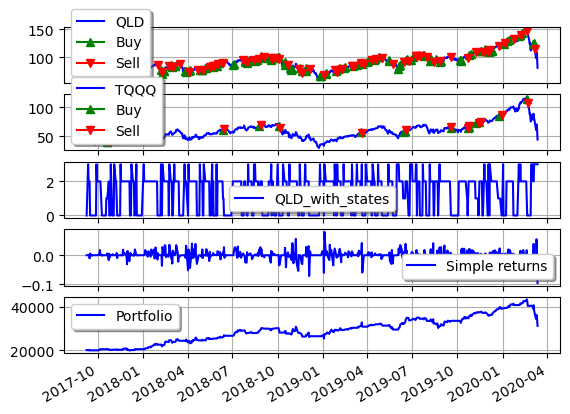 QLD
Buy
Sell
150
100
TQQQ
Buy
Sell
100
50
QLD_with_states
2
0
Simple returns
0.0
−0.1
Portfolio
40000
20000
2017-10
2018-01
2018-04
2018-07
2018-10
2019-01
2019-04
2019-07
2019-10
2020-01
2020-04